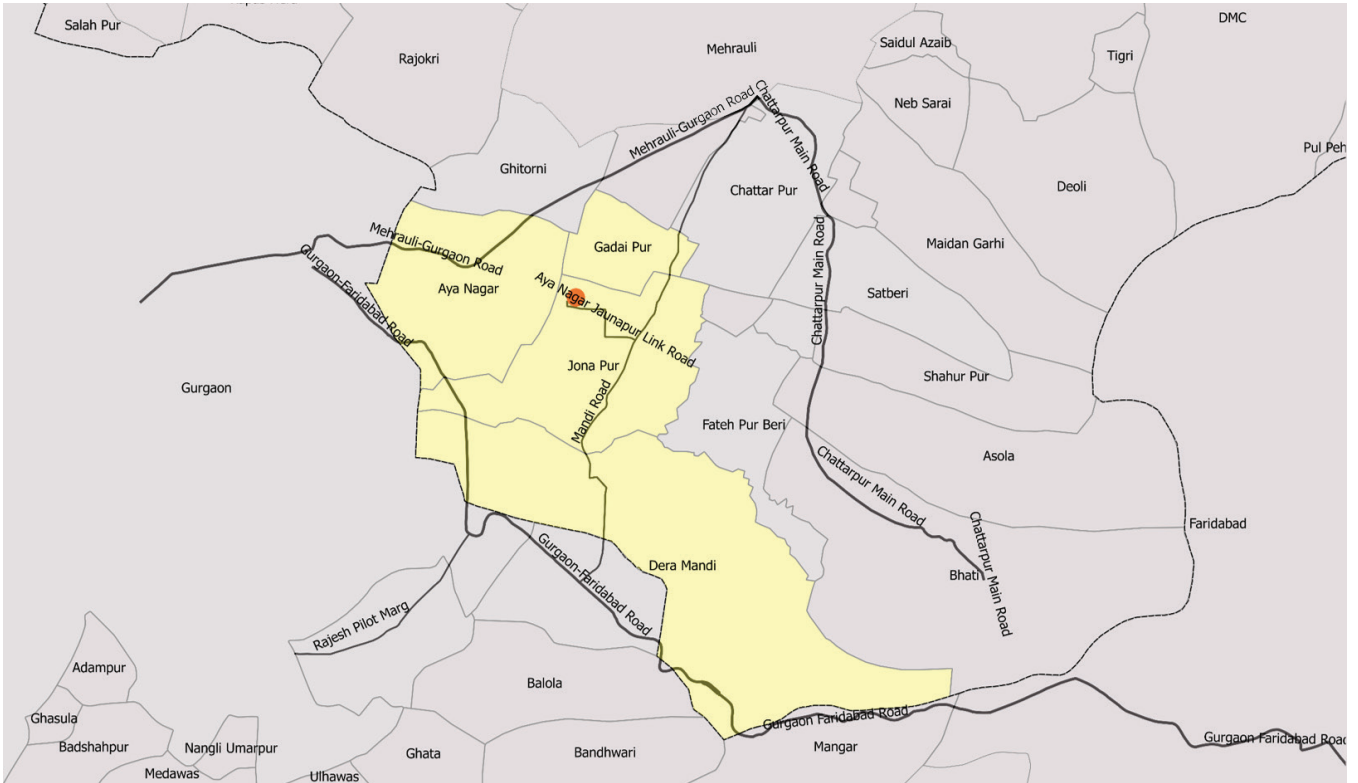 Salah Pur
Rajokri
Mehrauli
Saidul Azaib
DMC
Tigri
Neb Sarai
Pul Peh
Ghitorni
Mehrauli-Gurgaon Road
Chattarpur Main Road
Chattar Pur
Deoli
Mehrauli-Gurgaon Road
Gadai Pur
Chattarpur Main Road
Maidan Garhi
Gurgaon-Faridabad Road
Aya Nagar
Aya Nagar Jaunapur Link Road
Satberi
Gurgaon
Jona Pur
Shahur Pur
Mandi Road
Fateh Pur Beri
Asola
Chattarpur Main Road
Faridabad
Gurgaon-Faridabad Road
Dera Mandi
Bhati
Chattarpur Main Road
Rajesh Pilot Marg
Adampur
Balola
Ghasula
Badshahpur
Nangli Umarpur
Ghata
Bandhwari
Gurgaon Faridabad Road
Mangar
Gurgaon Faridabad Road
Medawas
Ulhawas